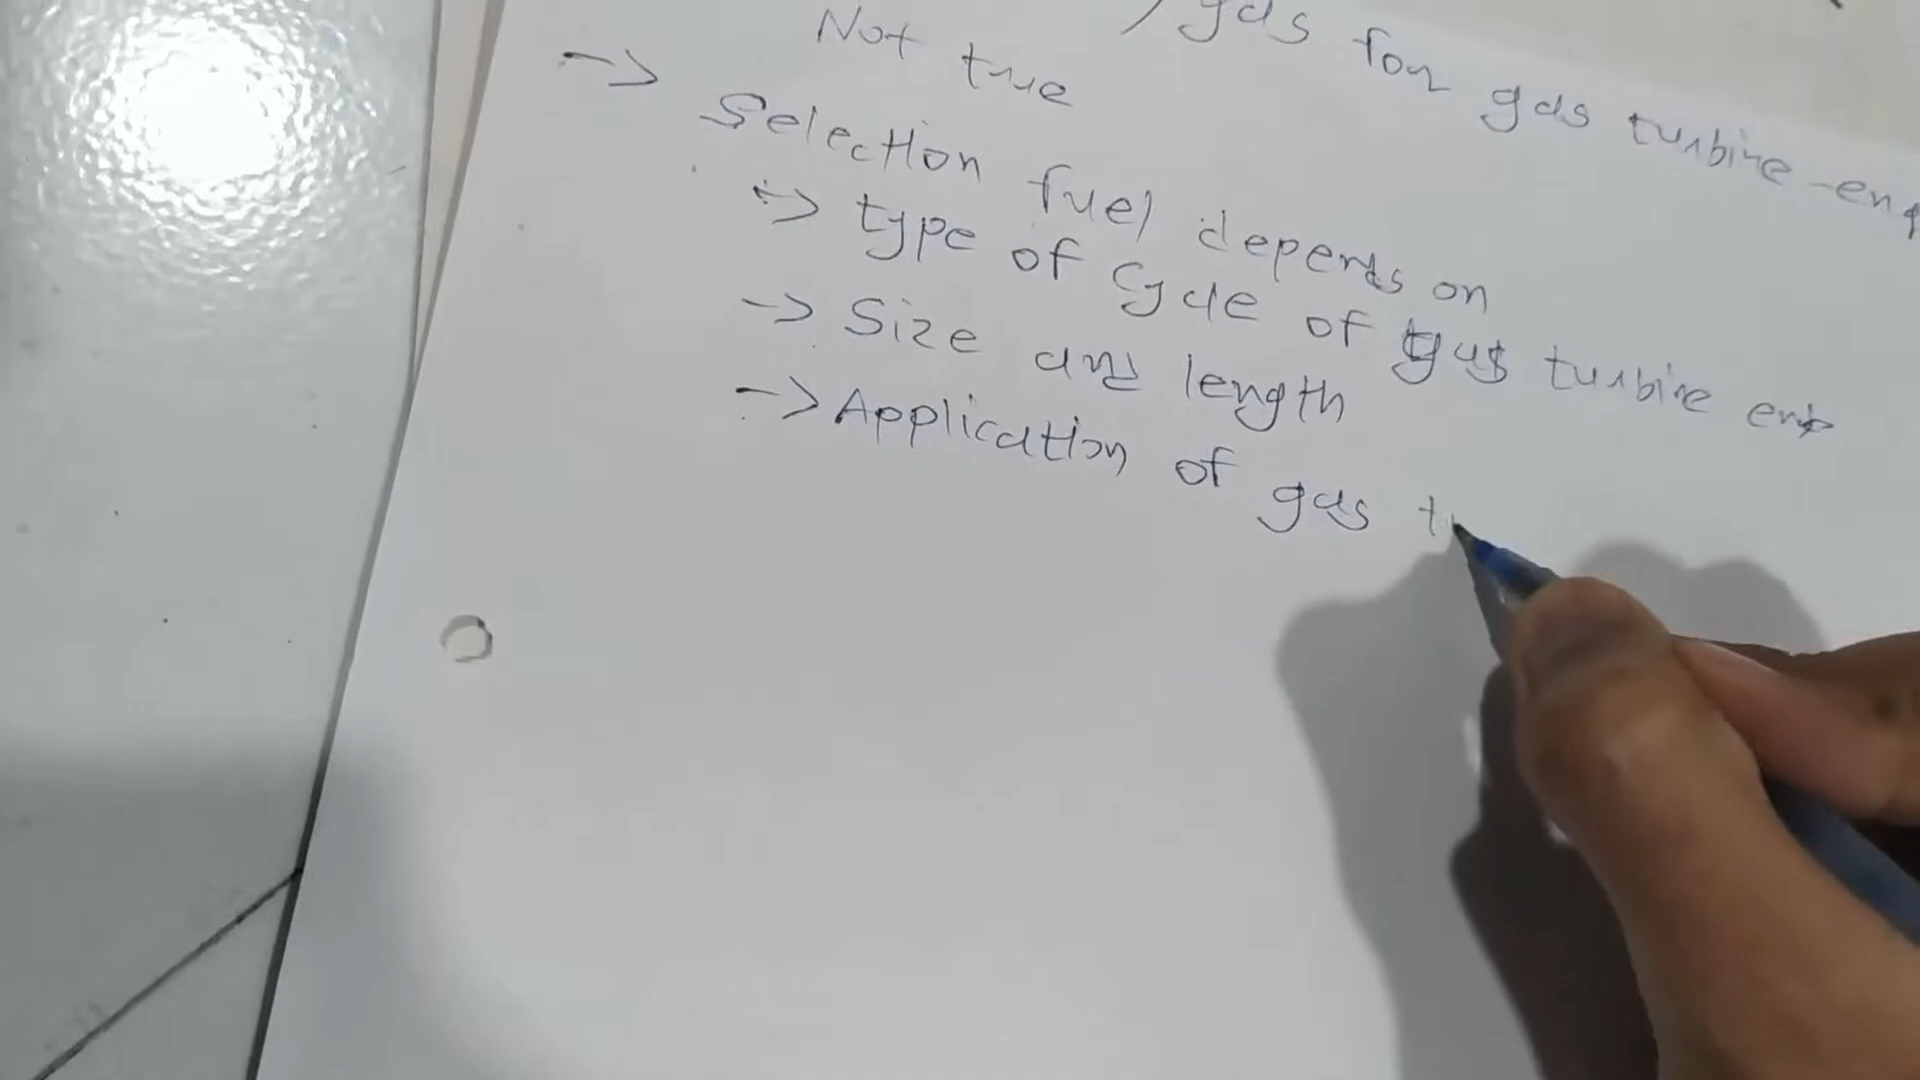 gas for gas turbine eng
Not true
-> Selection fuel depends on
-> type of cycle of gas turbine eng
-> Size and length
-> Application of gas t